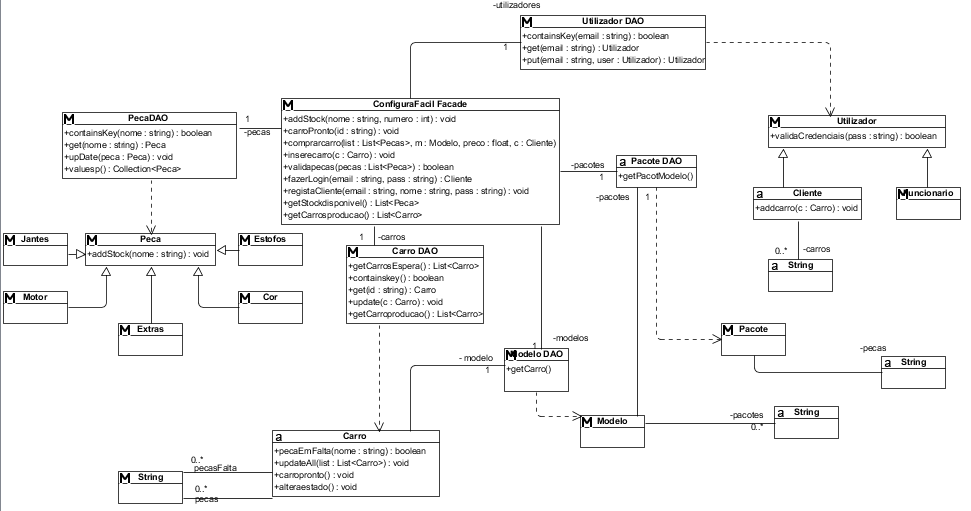 -utilizadores
M Utilizador DAO
+containsKey(email : string) : boolean
+get(email : string) : Utilizador
+put(email : string, user : Utilizador) : Utilizador
1
M ConfiguraFacil Facade
+addStock(nome : string, numero : int) : void
+carroPronto(id : string) : void
+comprarcarro(list : List<Pecas>, m : Modelo, preco : float, c : Cliente)
+inserecarro(c : Carro) : void
+validapecas(pecas : List<Peca>) : boolean
+fazerLogin(email : string, pass : string) : Cliente
+registaCliente(email : string, nome : string, pass : string) : void
+getStockdisponivel() : List<Peca>
+getCarrosproducao() : List<Carro>
M PecaDAO
+containsKey(nome : string) : boolean
+get(nome : string) : Peca
+upDate(peca : Peca) : void
+valuesp() : Collection<Peca>
1
-pecas
M Utilizador
+validaCredenciais(pass : string) : boolean
-pacotes
1
a Pacote DAO
+getPacotModelo()
-pacotes
1
a Cliente
+addcarro(c : Carro) : void
Muncionario
0..*
-carros
a String
M Jantes
M Peca
+addStock(nome : string) : void
M Estofos
M Motor
M Extras
M Cor
1
-carros
M Carro DAO
+getCarrosEspera() : List<Carro>
+containskey() : boolean
+get(id : string) : Carro
+update(c : Carro) : void
+getCarroproducao() : List<Carro>
-modelos
1
Modelo DAO
+getCarro()
- modelo
1
M Pacote
-pecas
a String
M Modelo
-pacotes
0..*
a String
a Carro
+pecaEmFalta(nome : string) : boolean
+updateAll(list : List<Carro>) : void
+carropronto() : void
+alteraestado() : void
0..*
pecasFalta
0..*
pecas
M String